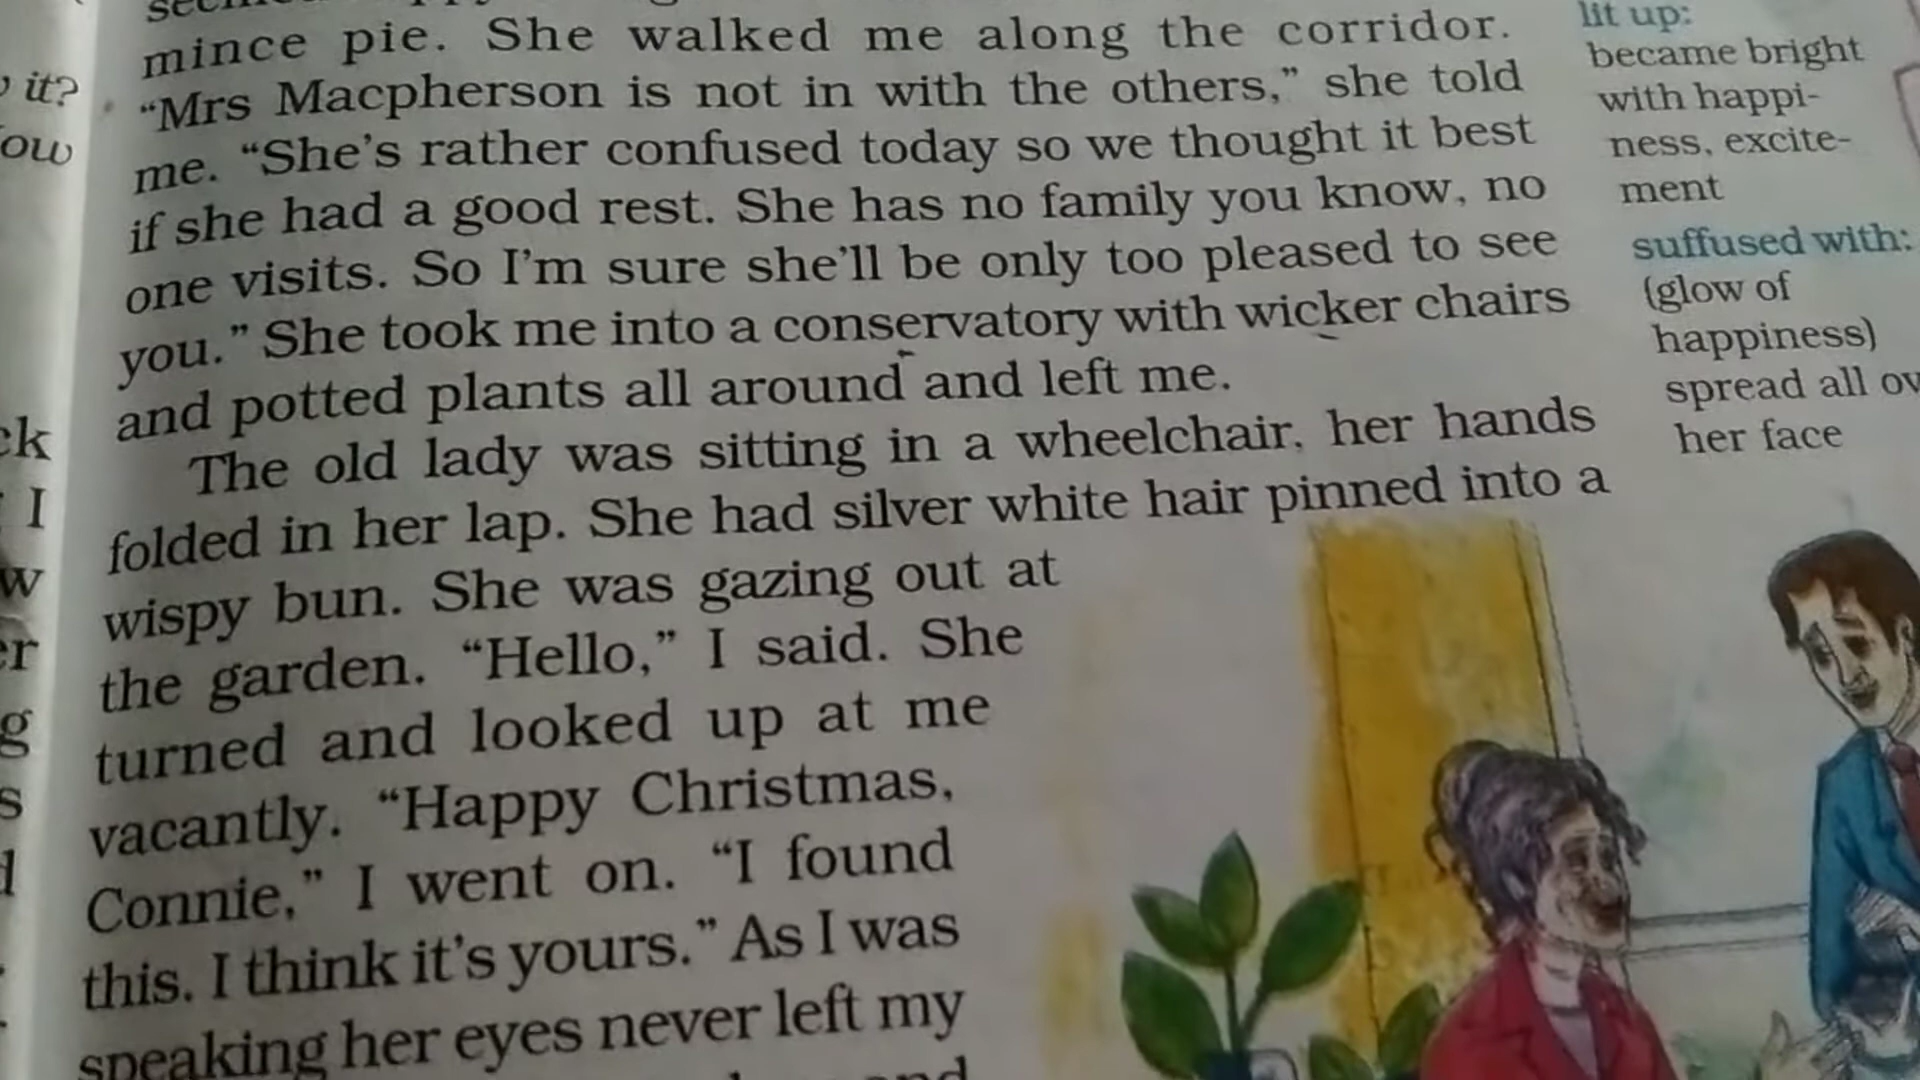 mince pie. She walked me along the corridor.
“Mrs Macpherson is not in with the others,” she told
me. “She’s rather confused today so we thought it best
if she had a good rest. She has no family you know, no
one visits. So I’m sure she’ll be only too pleased to see
you.” She took me into a conservatory with wicker chairs
and potted plants all around and left me.
The old lady was sitting in a wheelchair, her hands
folded in her lap. She had silver white hair pinned into a
wispy bun. She was gazing out at
the garden. “Hello,” I said. She
turned and looked up at me
vacantly. “Happy Christmas,
Connie,” I went on. “I found
this. I think it’s yours.” As I was
speaking her eyes never left my
lit up:
became bright
with happi-
ness, excite-
ment
suffused with:
(glow of
happiness)
spread all ov
her face
it?
ow
ck
I
w
er
g
s
d